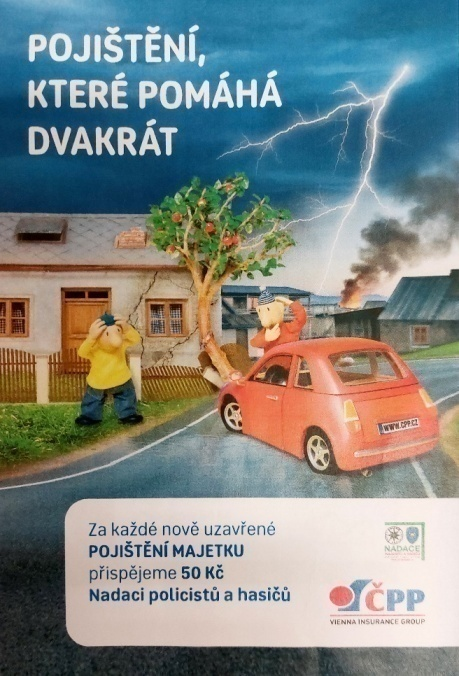 POJIŠTĚNÍ,
KTERÉ POMÁHÁ
DVAKRÁT
WWW.ČPP.CZ
Za každé nově uzavřené
POJIŠTĚNÍ MAJETKU
přispějeme 50 Kč
Nadaci policistů a hasičů
NADACE
ČPP
VIENNA INSURANCE GROUP